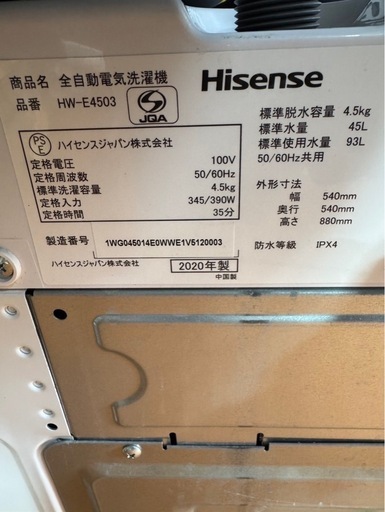 商品名 全自動電気洗濯機
品番 HW-E4503
JQA
Hisense
PS
E
ハイセンスジャパン株式会社
定格電圧 100V
定格周波数 50/60Hz
標準洗濯容量 4.5kg
定格入力 345/390W
定格時間 35分
標準脱水容量 4.5kg
標準水量 45L
標準使用水量 93L
50/60Hz共用
外形寸法
幅 540mm
奥行 540mm
高さ 880mm
防水等級 IPX4
製造番号 1WG045014E0WWE1V5120003
ハイセンスジャパン株式会社 2020年製
中国製